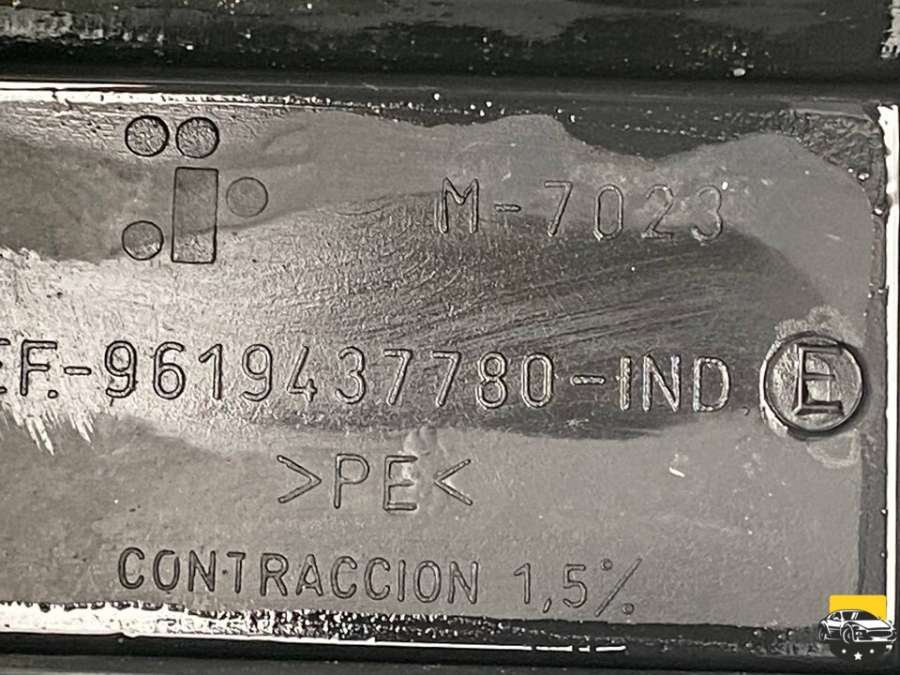 M-7023
EF.-9619437780-IND. E
>PE<
CONTRACCION 1,5%